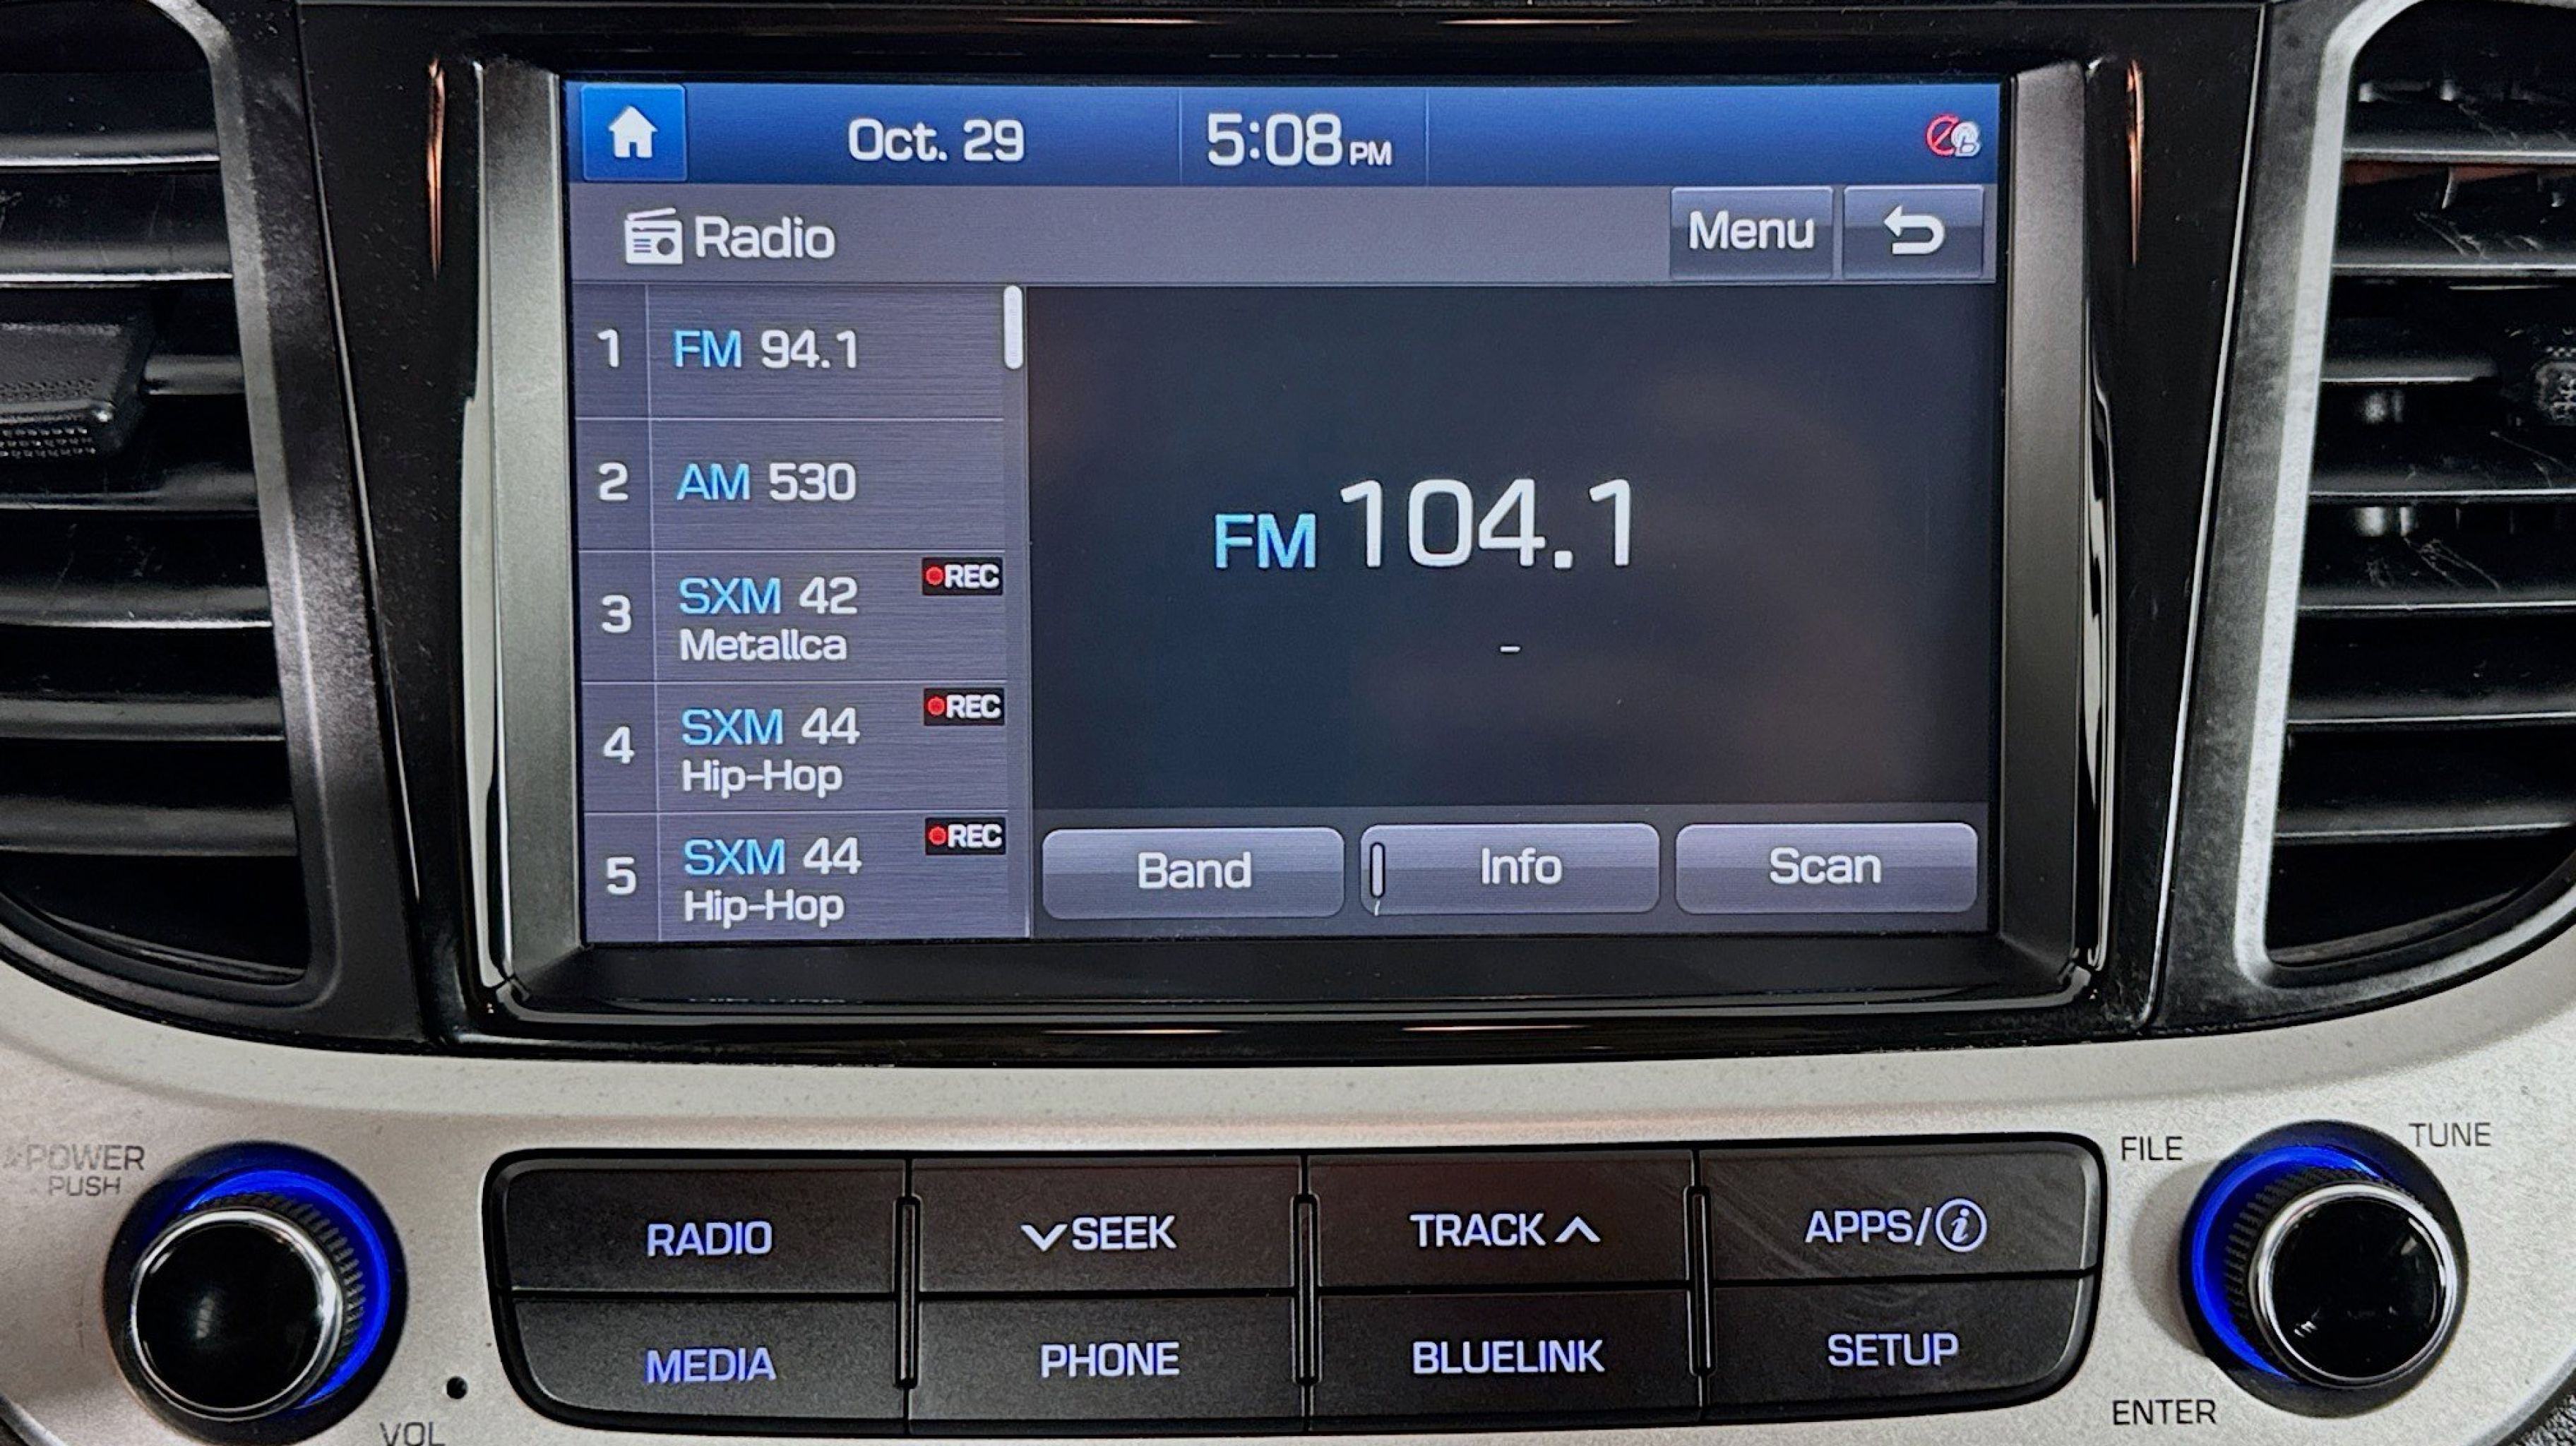 Oct. 29
5:08 PM
Radio
Menu
1 FM 94.1
2 AM 530
3 SXM 42 REC
Metallca
4 SXM 44 REC
Hip-Hop
5 SXM 44 REC
Hip-Hop
FM 104.1
-
Band
Info
Scan
POWER
PUSH
VOL
RADIO
SEEK
TRACK
APPS/i
MEDIA
PHONE
BLUELINK
SETUP
FILE
TUNE
ENTER